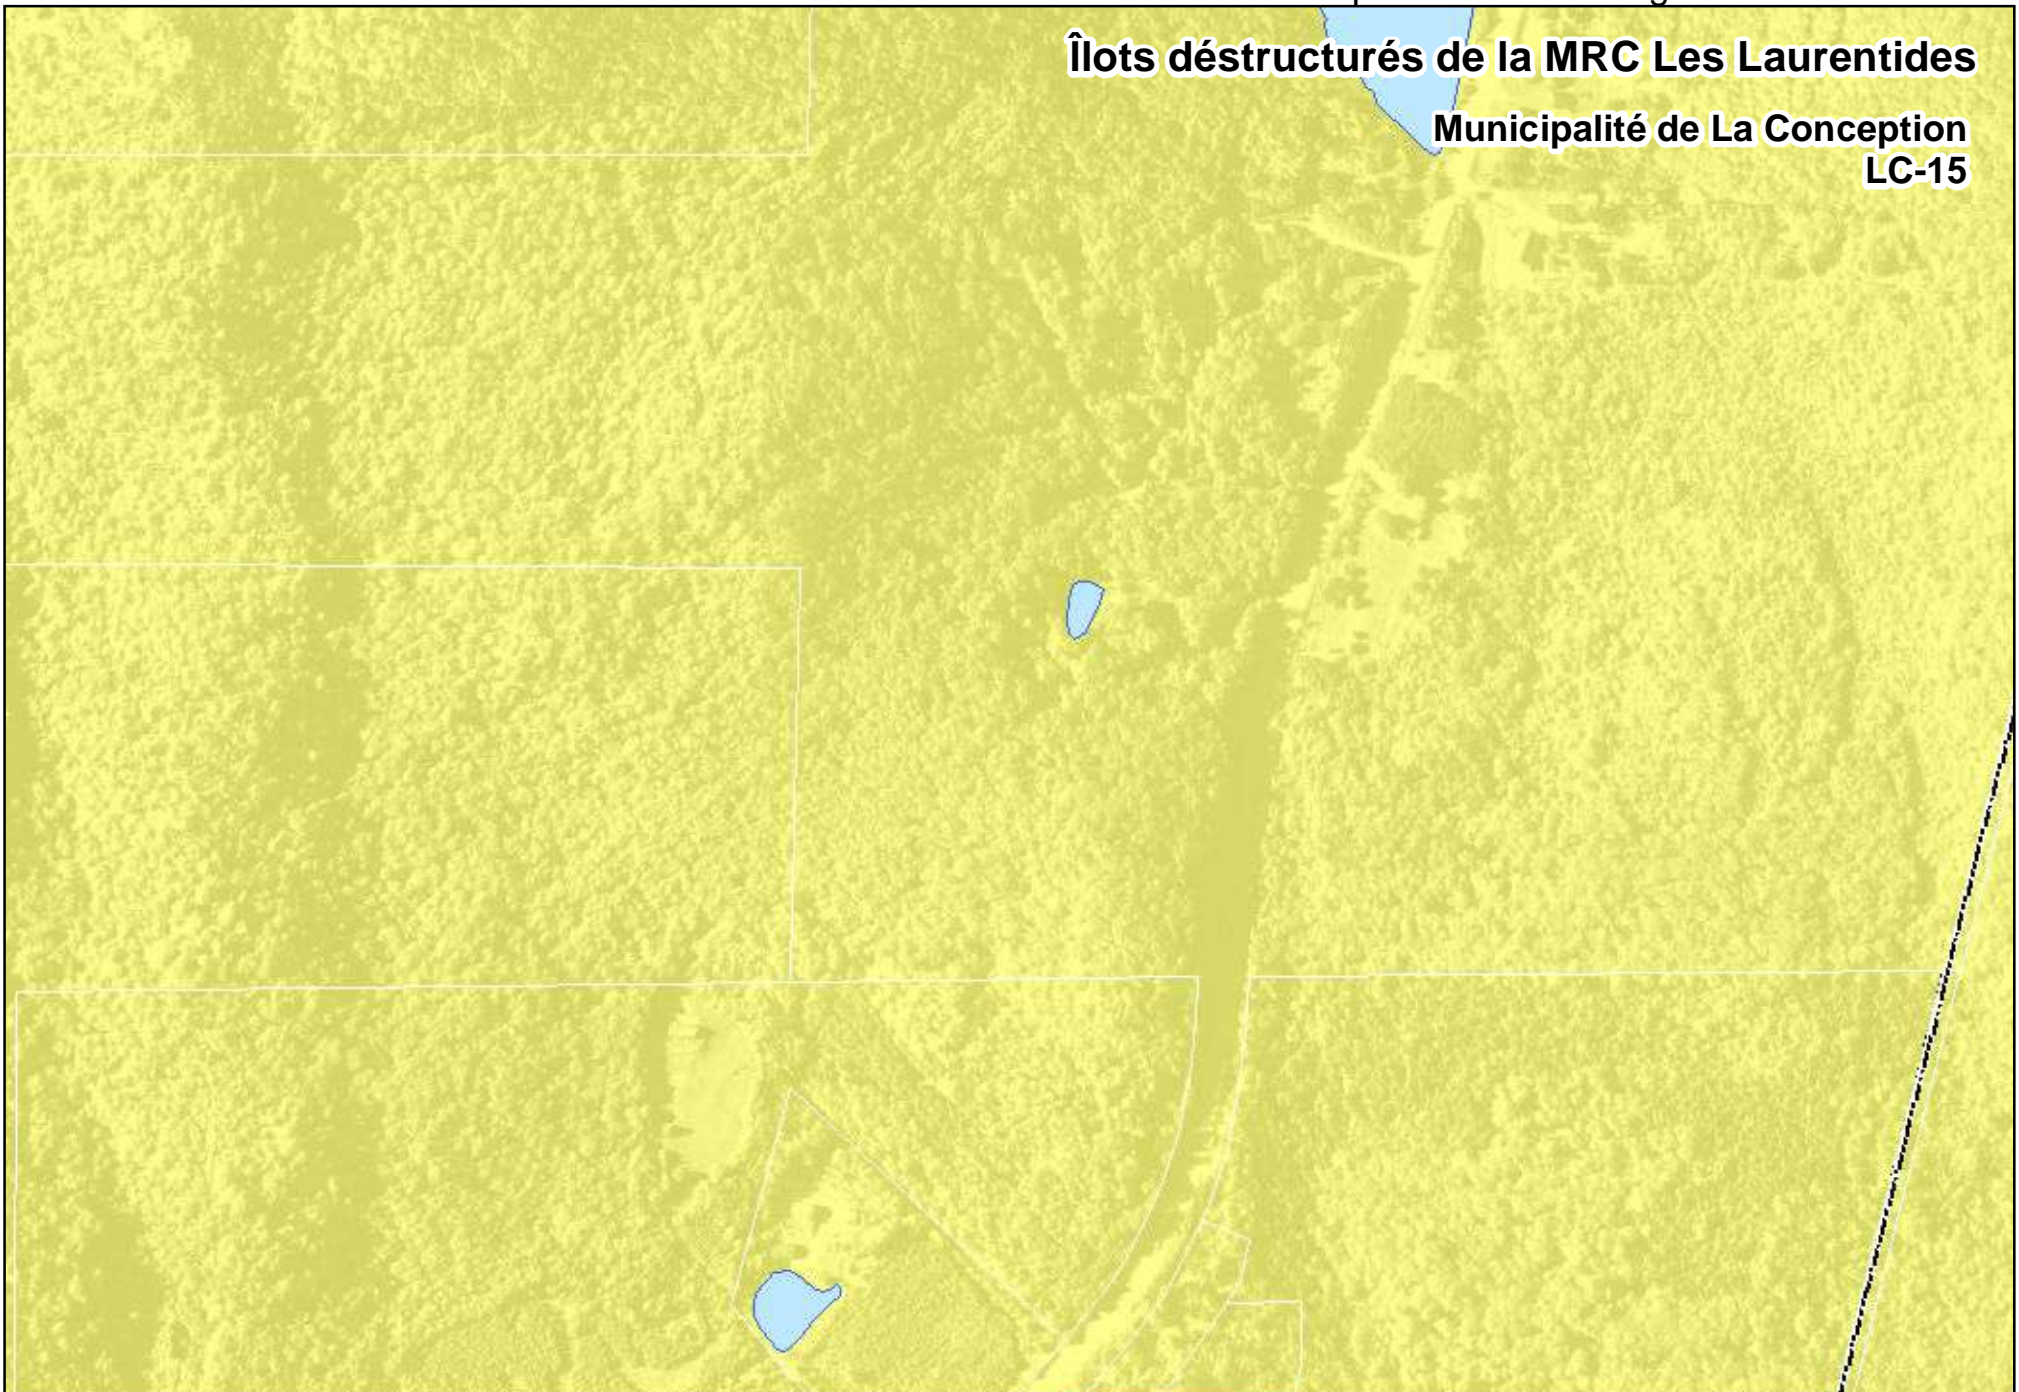 Îlots déstructurés de la MRC Les Laurentides
Municipalité de La Conception
LC-15